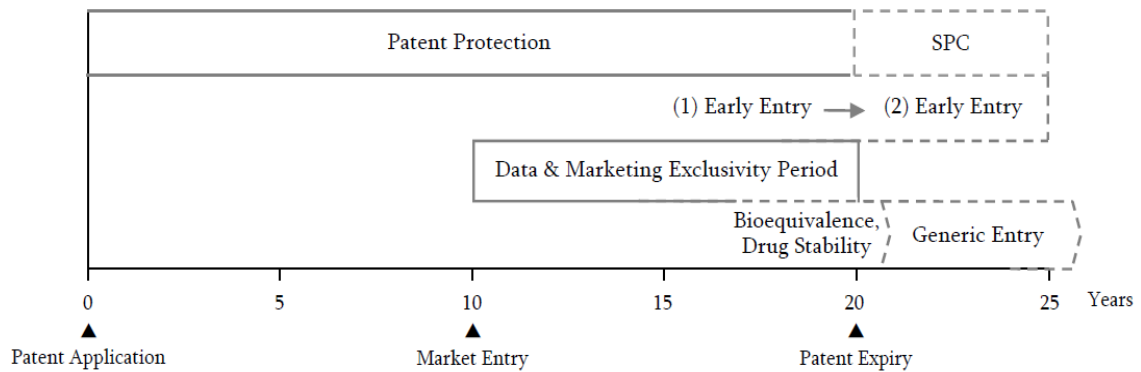 Patent Protection
SPC
(1) Early Entry
(2) Early Entry
Data & Marketing Exclusivity Period
Bioequivalence,
Drug Stability
Generic Entry
0
5
10
15
20
25
Years
Patent Application
Market Entry
Patent Expiry